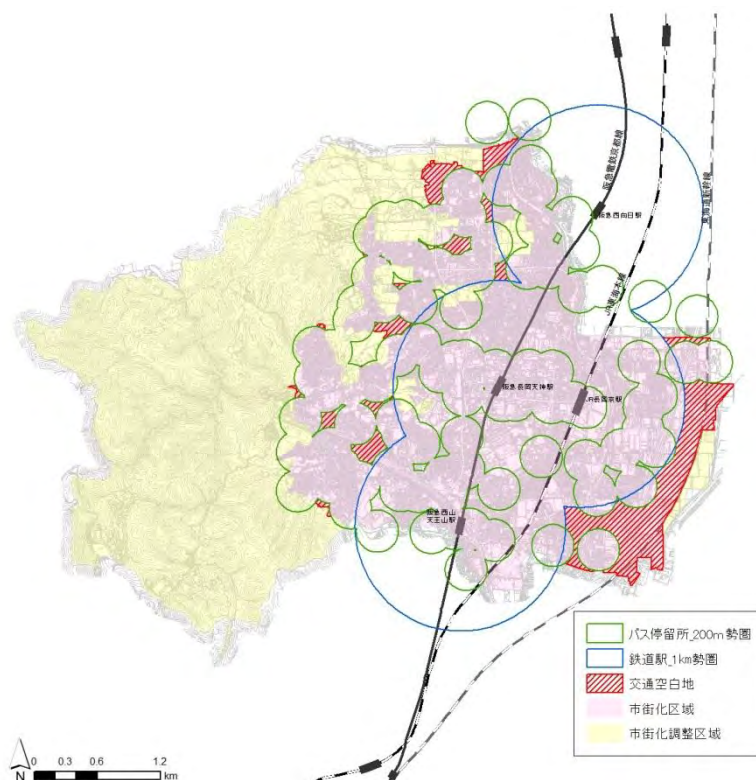 阪急電鉄京都線
東海道新幹線
阪急西向日駅
JR東海道本線
阪急長岡天神駅
JR長岡京駅
阪急西山
天王山駅
バス停留所_200m勢圏
鉄道駅_1km勢圏
交通空白地
市街化区域
市街化調整区域
N
0 0.3 0.6 1.2
km